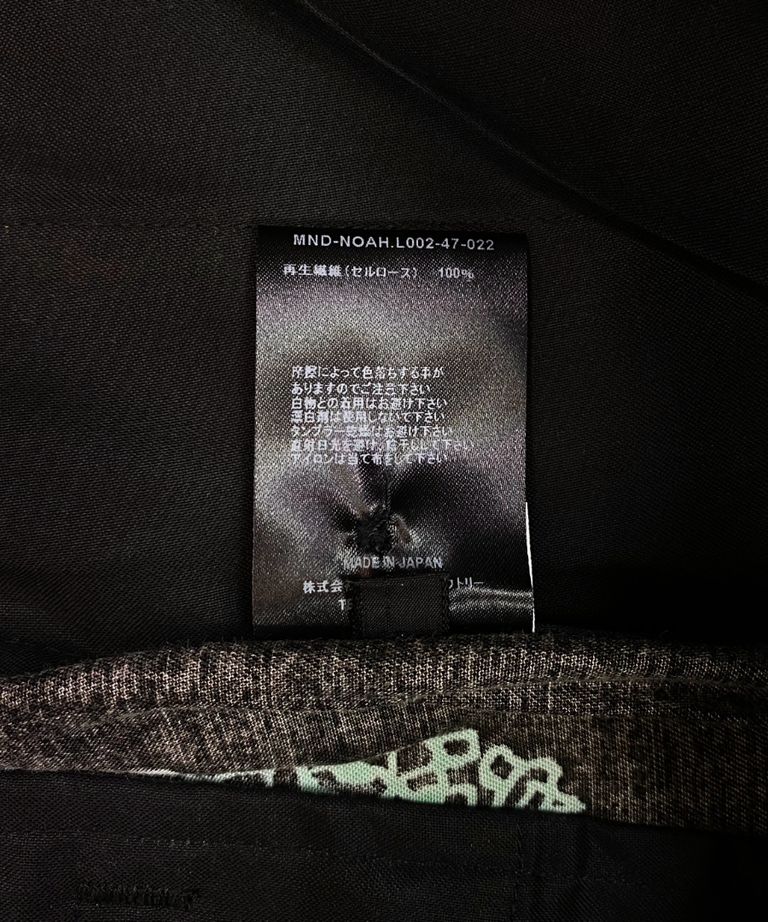 MND-NOAH.L002-47-022
再生繊維(セルロース) 100%
摩擦によって色落ちする事が
ありますのでご注意下さい
白物との着用はお避け下さい
漂白剤は使用しないで下さい
タンブラー乾燥はお避け下さい
直射日光を避け、陰干しして下さい
アイロンは当て布をして下さい
MADE IN JAPAN
株式会